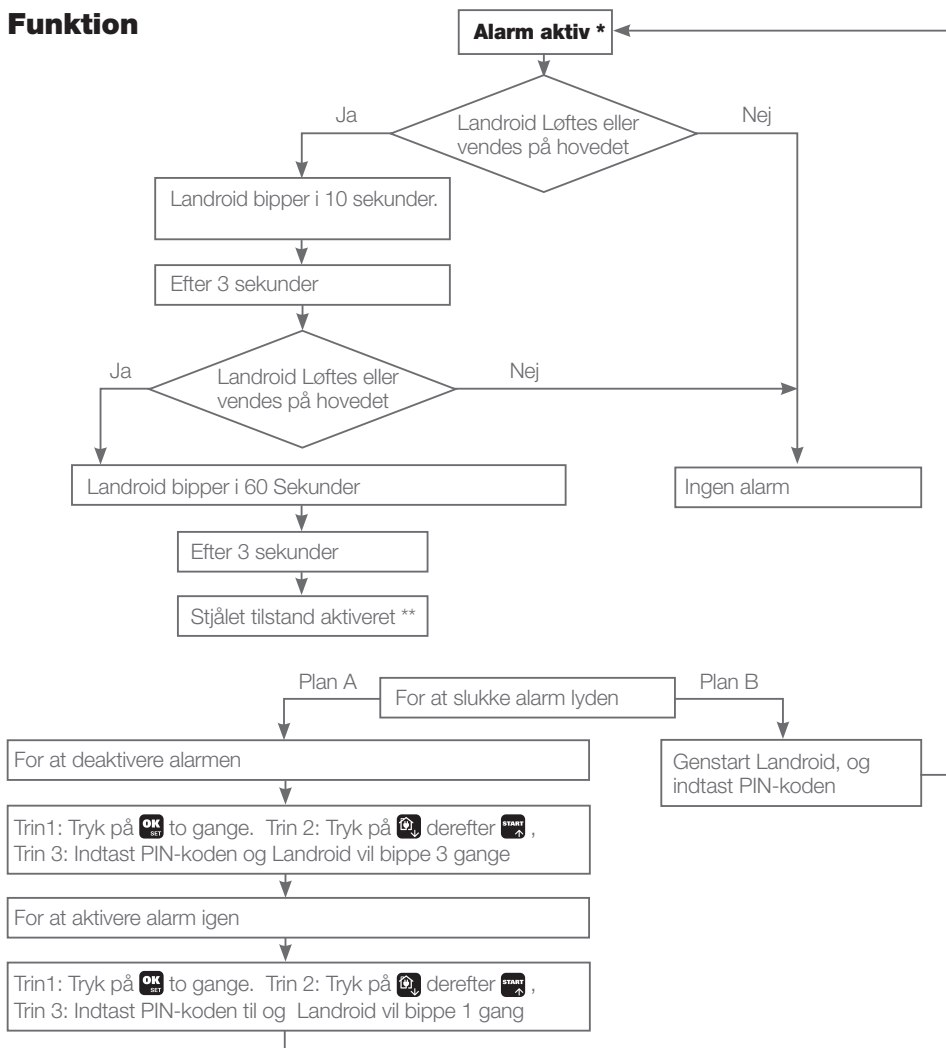 Funktion
Alarm aktiv *
Ja
Nej
Landroid Løftes eller
vendes på hovedet
Landroid bipper i 10 sekunder.
Efter 3 sekunder
Ja
Nej
Landroid Løftes eller
vendes på hovedet
Landroid bipper i 60 Sekunder
Ingen alarm
Efter 3 sekunder
Stjålet tilstand aktiveret **
Plan A
For at slukke alarm lyden
Plan B
For at deaktivere alarmen
Genstart Landroid, og
indtast PIN-koden
Trin1: Tryk på OK SET to gange. Trin 2: Tryk på derefter START ,
Trin 3: Indtast PIN-koden og Landroid vil bippe 3 gange
For at aktivere alarm igen
Trin1: Tryk på OK SET to gange. Trin 2: Tryk på derefter START ,
Trin 3: Indtast PIN-koden til og Landroid vil bippe 1 gang